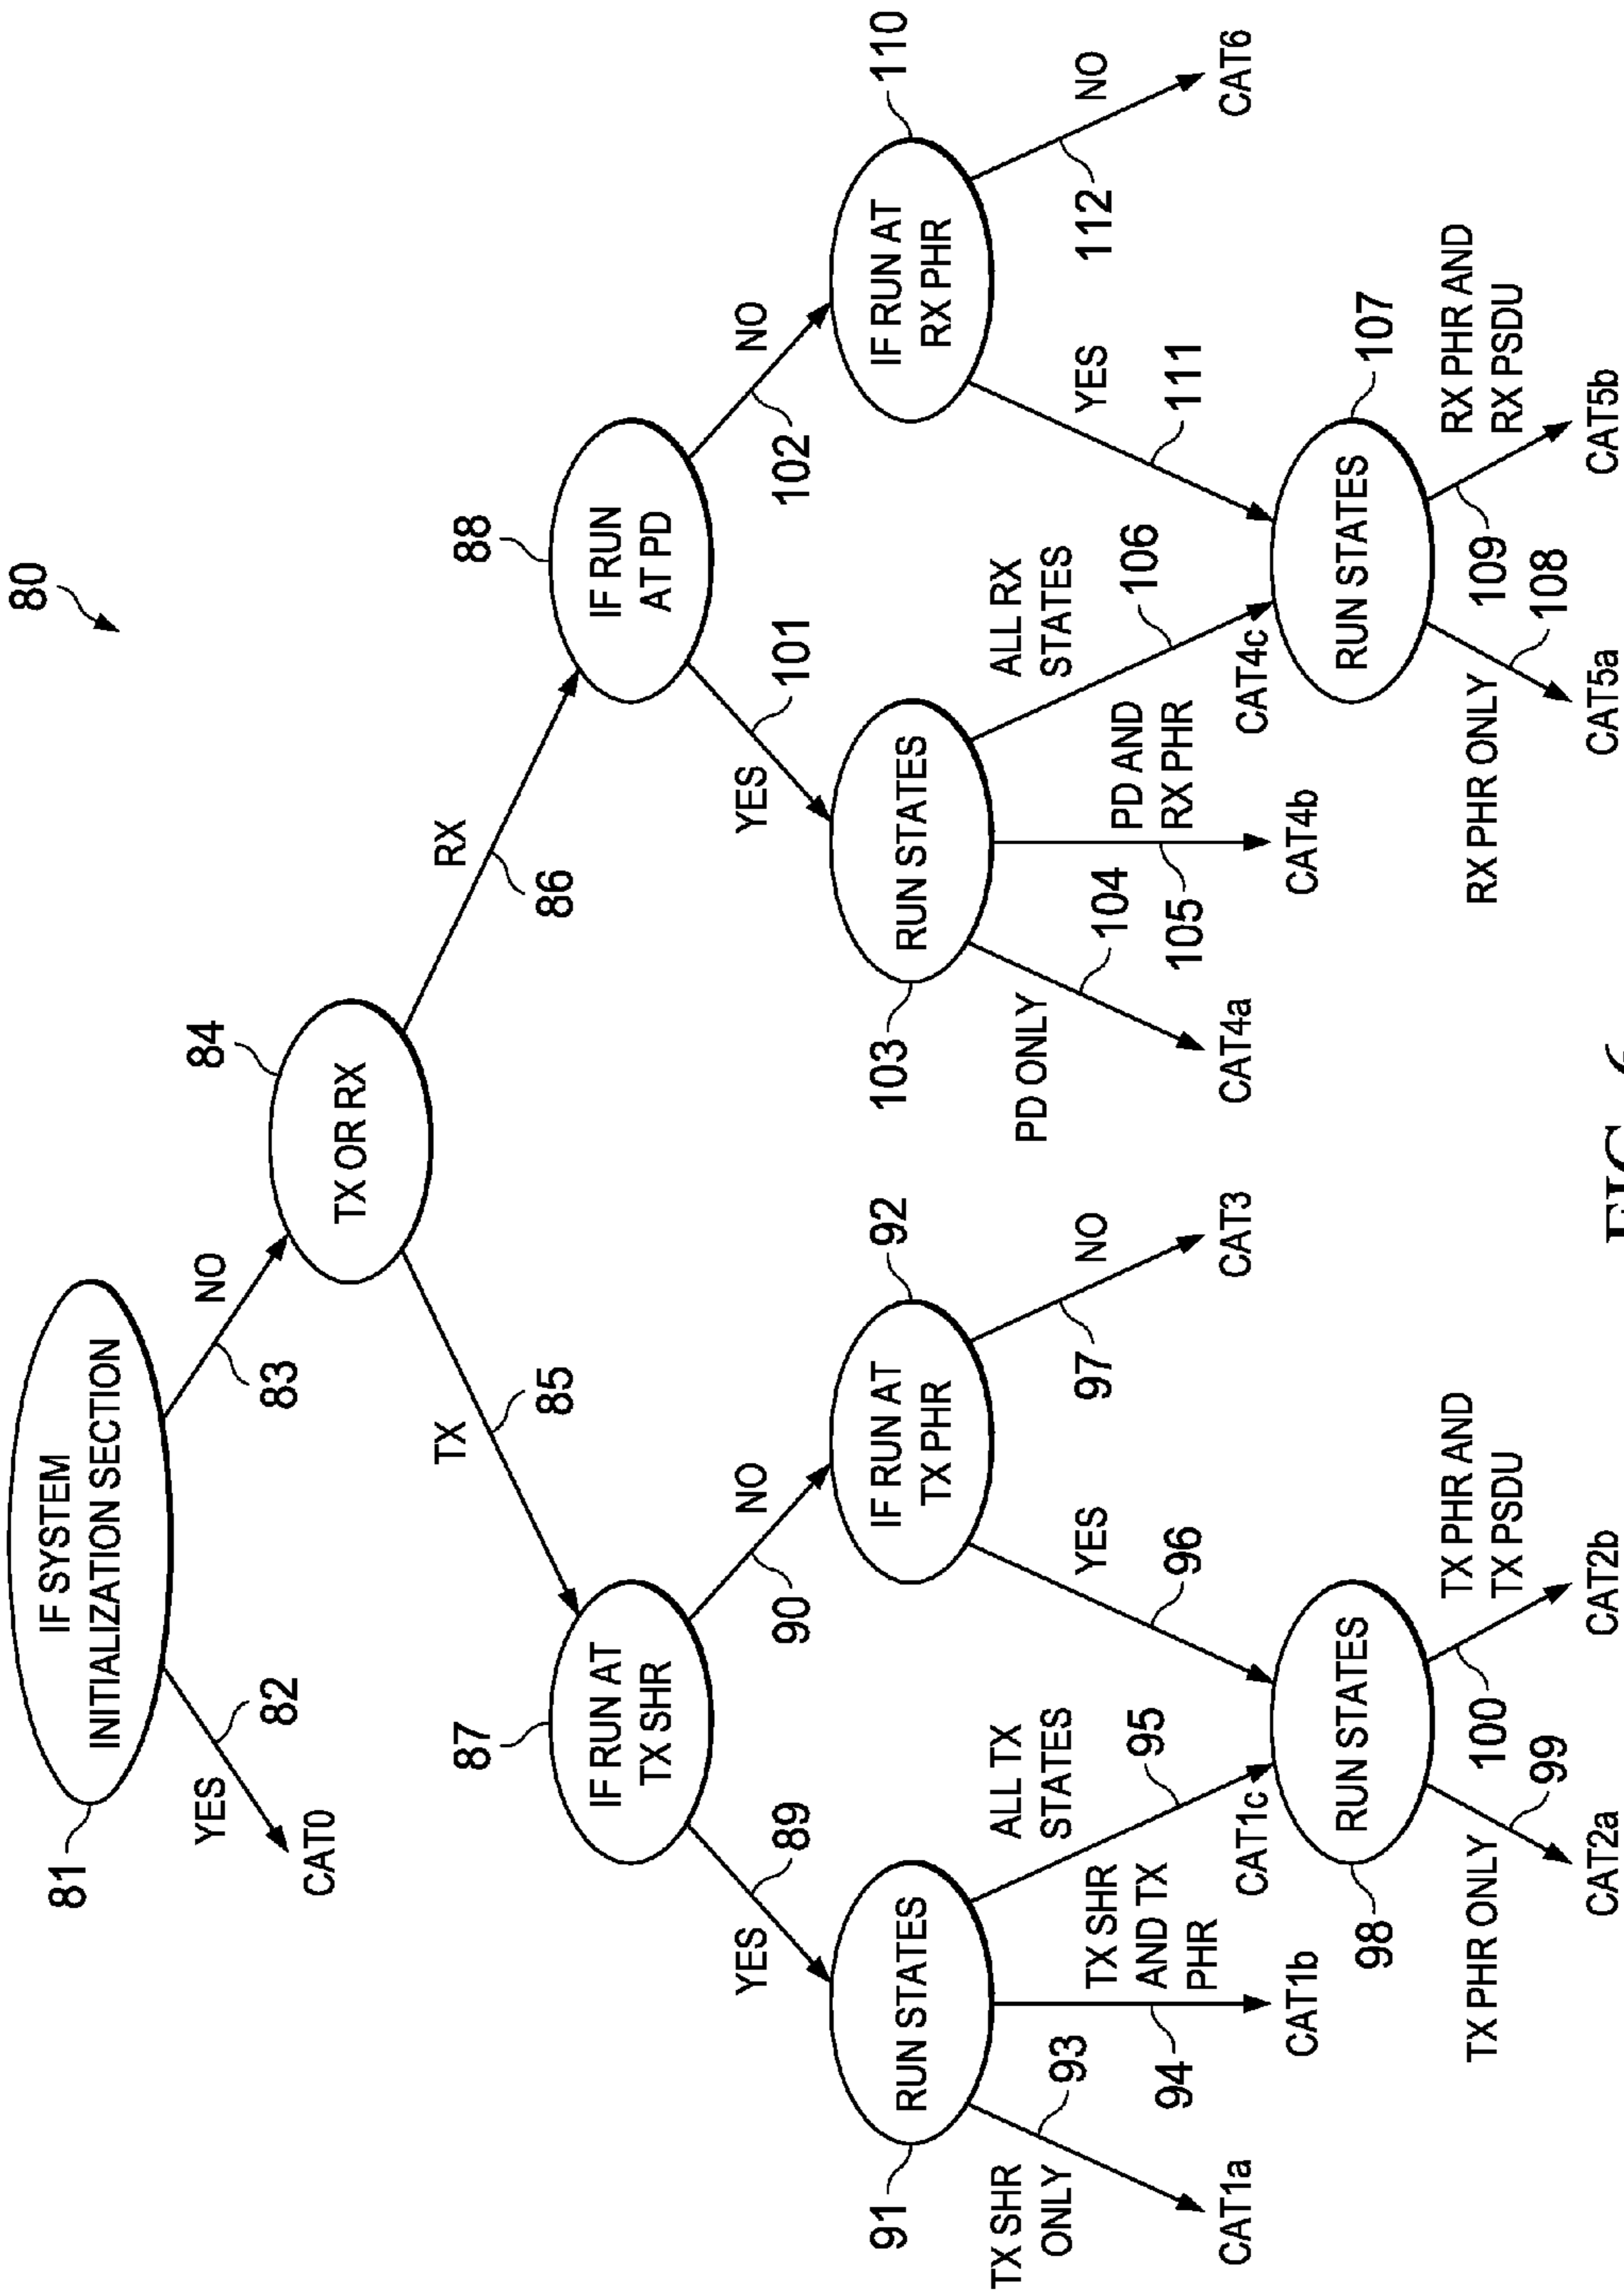 80
81
IF SYSTEM
INITIALIZATION SECTION
YES
82
CAT0
83
NO
84
TX OR RX
TX
85
RX
86
87
IF RUN AT
TX SHR
88
IF RUN
AT PD
YES
89
90
NO
YES
101
102
NO
91
RUN STATES
IF RUN AT
TX PHR
92
103
RUN STATES
IF RUN AT
RX PHR
110
TX SHR
ONLY
93
CAT1a
94
TX SHR
AND TX
PHR
CAT1b
ALL TX
STATES
95
CAT1c
YES
96
97
NO
CAT3
PD ONLY
104
CAT4a
105
PD AND
RX PHR
CAT4b
ALL RX
STATES
106
CAT4c
YES
111
112
NO
CAT6
98
RUN STATES
RUN STATES
107
TX PHR ONLY
99
CAT2a
100
TX PHR AND
TX PSDU
CAT2b
RX PHR ONLY
108
CAT5a
109
RX PHR AND
RX PSDU
CAT5b